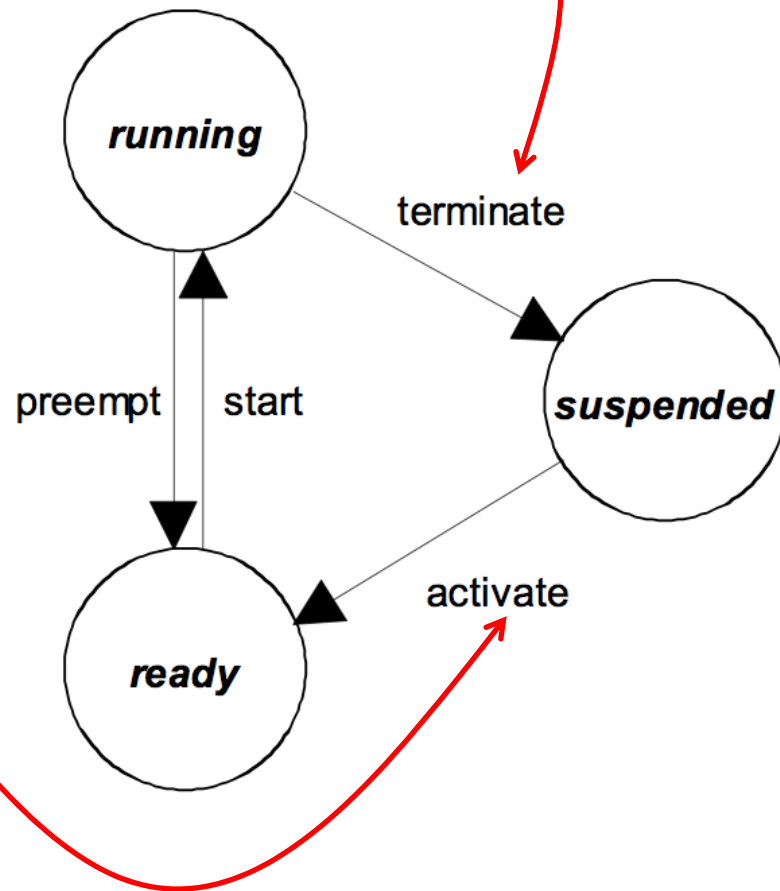 running
terminate
preempt
start
suspended
activate
ready